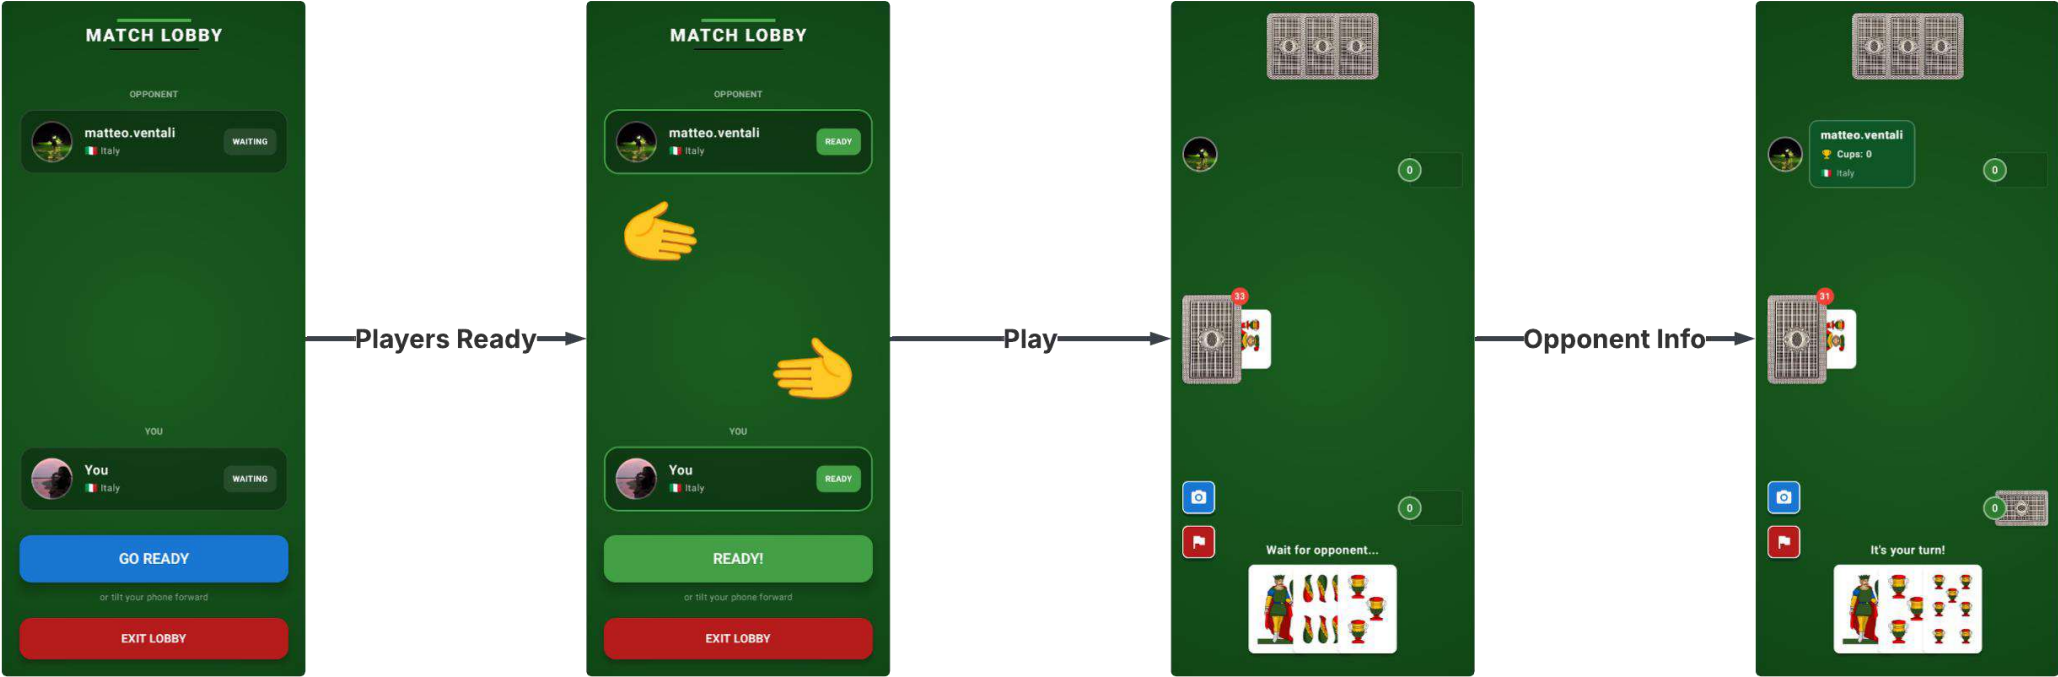 MATCH LOBBY
OPPONENT
matteo.ventali
Italy
WAITING
YOU
You
Italy
WAITING
GO READY
or tilt your phone forward
EXIT LOBBY
Players Ready
MATCH LOBBY
OPPONENT
matteo.ventali
Italy
READY
YOU
You
Italy
READY
READY!
or tilt your phone forward
EXIT LOBBY
Play
0
33
0
Wait for opponent...
Opponent Info
matteo.ventali
Cups: 0
Italy
0
31
0
It's your turn!